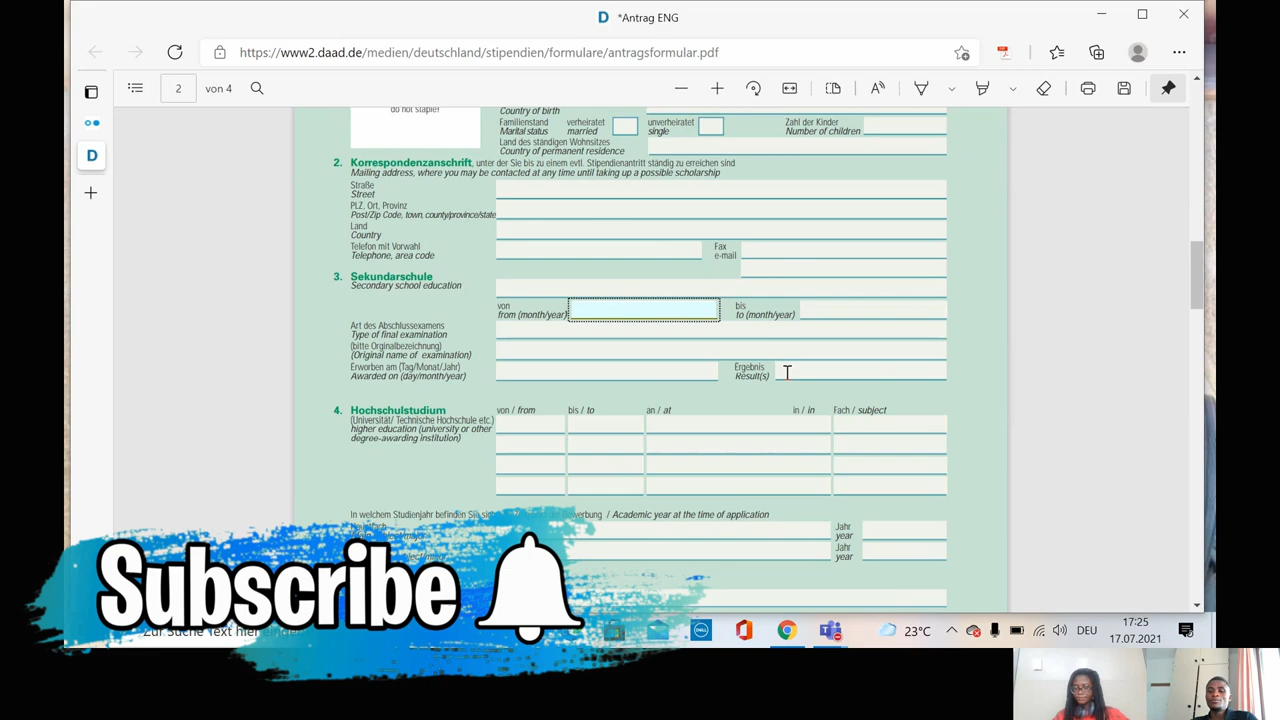 *Antrag ENG
https://www2.daad.de/medien/deutschland/stipendien/formulare/antragsformular.pdf
2 von 4
do not staple!
Country of birth
Familienstand verheiratet unverheiratet Zahl der Kinder
Marital status married single Number of children
Land des ständigen Wohnsitzes
Country of permanent residence
2. Korrespondenzanschrift, unter der Sie bis zu einem evtl. Stipendienantritt ständig zu erreichen sind
Mailing address, where you may be contacted at any time until taking up a possible scholarship
Straße
Street
PLZ, Ort, Provinz
Post/Zip Code, town, county/province/state
Land
Country
Telefon mit Vorwahl Fax
Telephone, area code e-mail
3. Sekundarschule
Secondary school education
von bis
from (month/year) to (month/year)
Art des Abschlussexamens
Type of final examination
(bitte Orginalbezeichnung)
(Original name of examination)
Erworben am (Tag/Monat/Jahr) Ergebnis
Awarded on (day/month/year) Result(s)
4. Hochschulstudium von / from bis / to an / at in / in Fach / subject
(Universität/ Technische Hochschule etc.)
higher education (university or other
degree-awarding institution)
In welchem Studienjahr befinden Sie / Academic year at the time of application
Jahr
year
Jahr
year
Subscribe
D
23°C DEU 17:25
17.07.2021